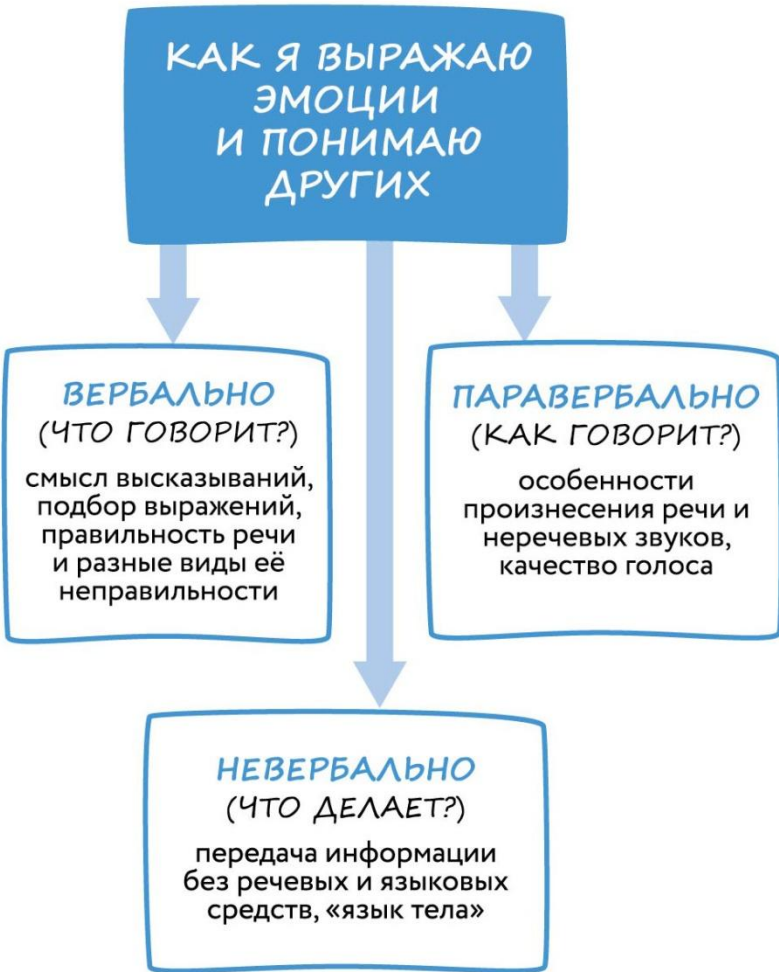 КАК Я ВЫРАЖАЮ
ЭМОЦИИ
И ПОНИМАЮ
ДРУГИХ
ВЕРБАЛЬНО
(ЧТО ГОВОРИТ?)
смысл высказываний,
подбор выражений,
правильность речи
и разные виды её
неправильности
ПАРАВЕРБАЛЬНО
(КАК ГОВОРИТ?)
особенности
произнесения речи и
неречевых звуков,
качество голоса
НЕВЕРБАЛЬНО
(ЧТО ДЕЛАЕТ?)
передача информации
без речевых и языковых
средств, «язык тела»